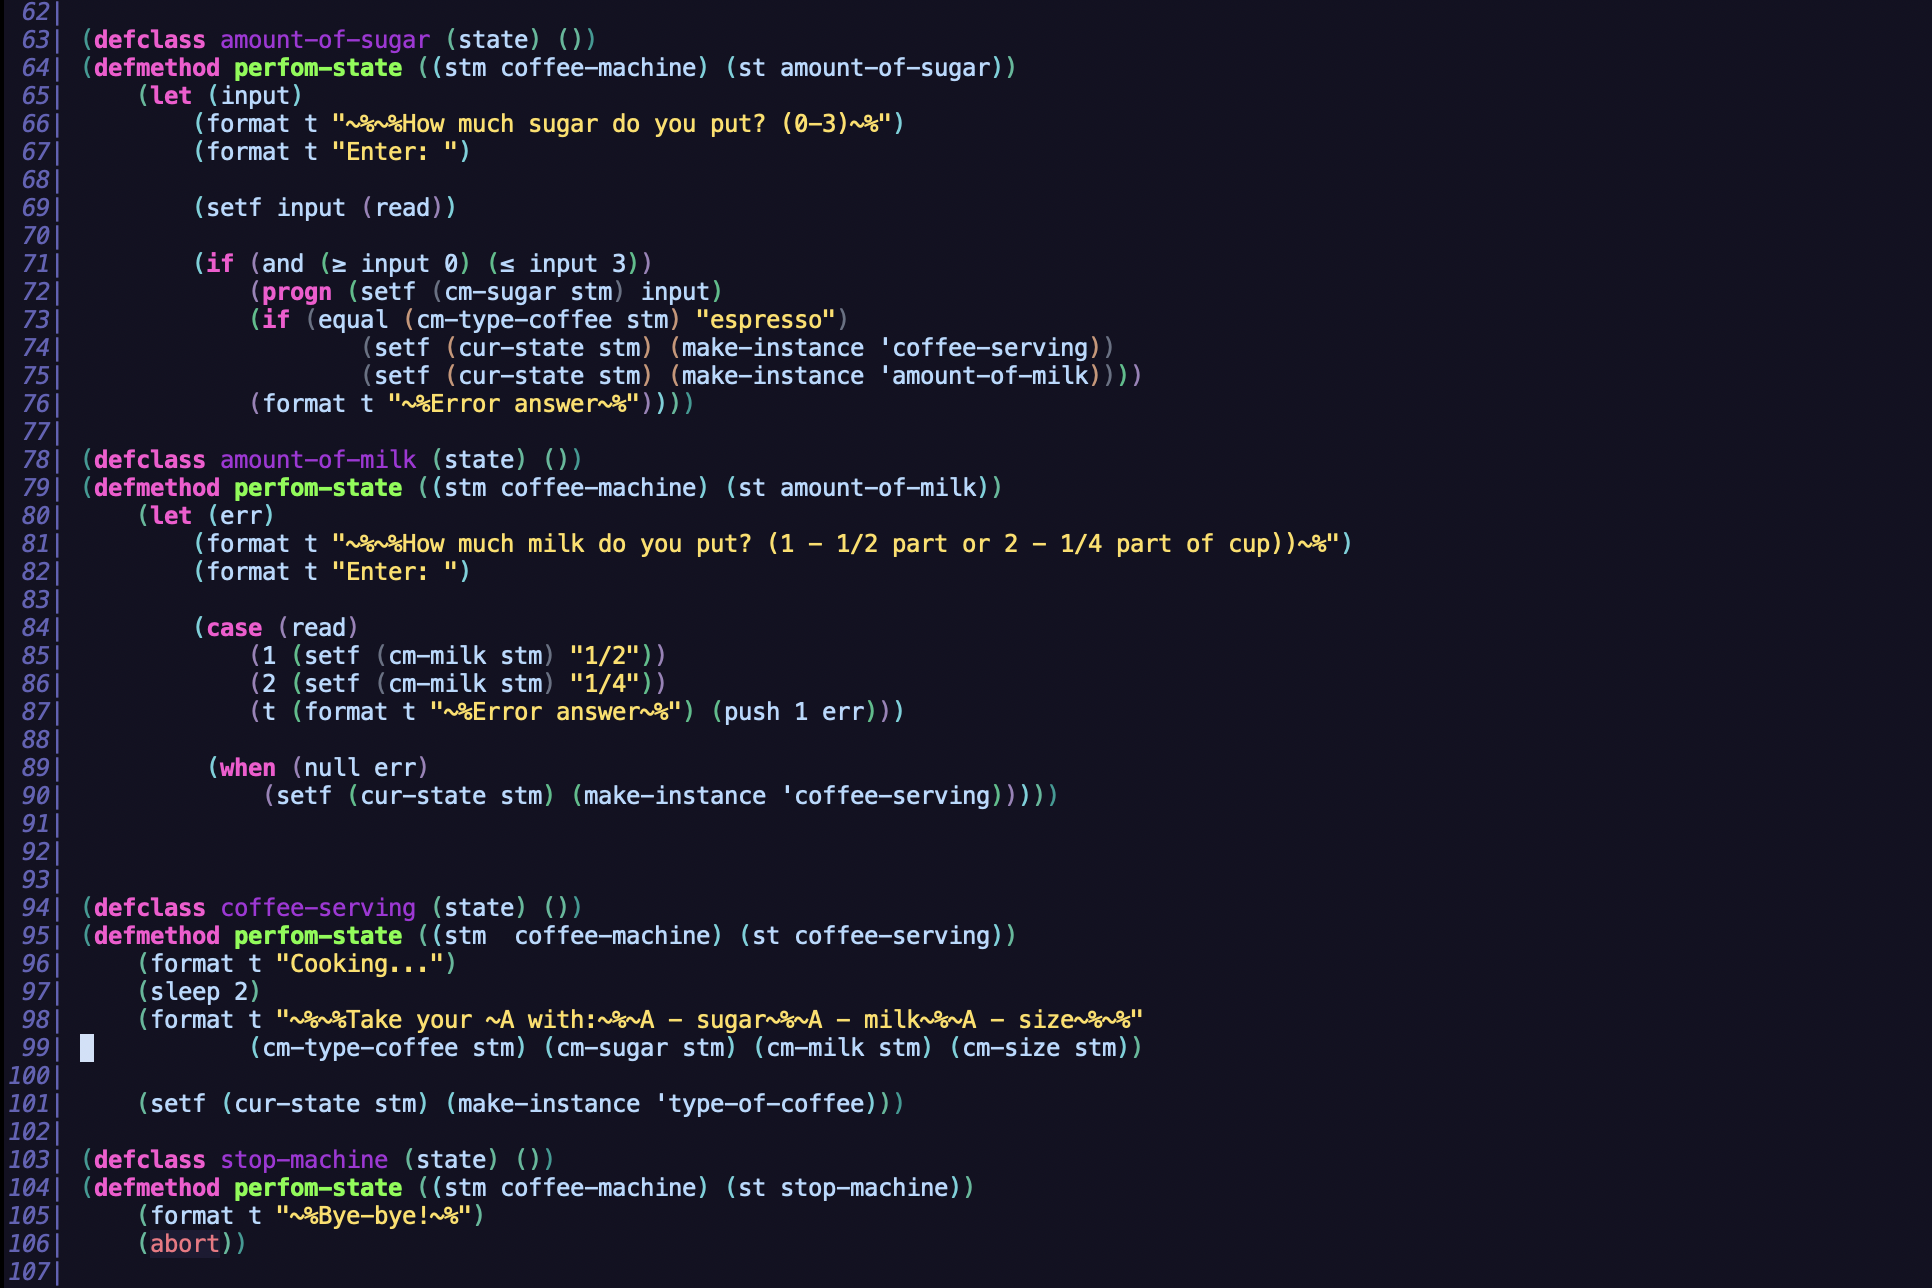 62|
63| (defclass amount-of-sugar (state) ())
64| (defmethod perfom-state ((stm coffee-machine) (st amount-of-sugar))
65|     (let (input)
66|         (format t "~%~%How much sugar do you put? (0-3)~%")
67|         (format t "Enter: ")
68|
69|         (setf input (read))
70|
71|         (if (and (≥ input 0) (≤ input 3))
72|             (progn (setf (cm-sugar stm) input)
73|             (if (equal (cm-type-coffee stm) "espresso")
74|                     (setf (cur-state stm) (make-instance 'coffee-serving))
75|                     (setf (cur-state stm) (make-instance 'amount-of-milk))))
76|             (format t "~%Error answer~%"))))
77|
78| (defclass amount-of-milk (state) ())
79| (defmethod perfom-state ((stm coffee-machine) (st amount-of-milk))
80|     (let (err)
81|         (format t "~%~%How much milk do you put? (1 - 1/2 part or 2 - 1/4 part of cup))~%")
82|         (format t "Enter: ")
83|
84|         (case (read)
85|             (1 (setf (cm-milk stm) "1/2"))
86|             (2 (setf (cm-milk stm) "1/4"))
87|             (t (format t "~%Error answer~%") (push 1 err)))
88|
89|          (when (null err)
90|              (setf (cur-state stm) (make-instance 'coffee-serving)))))
91|
92|
93|
94| (defclass coffee-serving (state) ())
95| (defmethod perfom-state ((stm  coffee-machine) (st coffee-serving))
96|     (format t "Cooking...")
97|     (sleep 2)
98|     (format t "~%~%Take your ~A with:~%~A - sugar~%~A - milk~%~A - size~%~%"
99|             (cm-type-coffee stm) (cm-sugar stm) (cm-milk stm) (cm-size stm))
100|
101|     (setf (cur-state stm) (make-instance 'type-of-coffee)))
102|
103| (defclass stop-machine (state) ())
104| (defmethod perfom-state ((stm coffee-machine) (st stop-machine))
105|     (format t "~%Bye-bye!~%")
106|     (abort))
107|